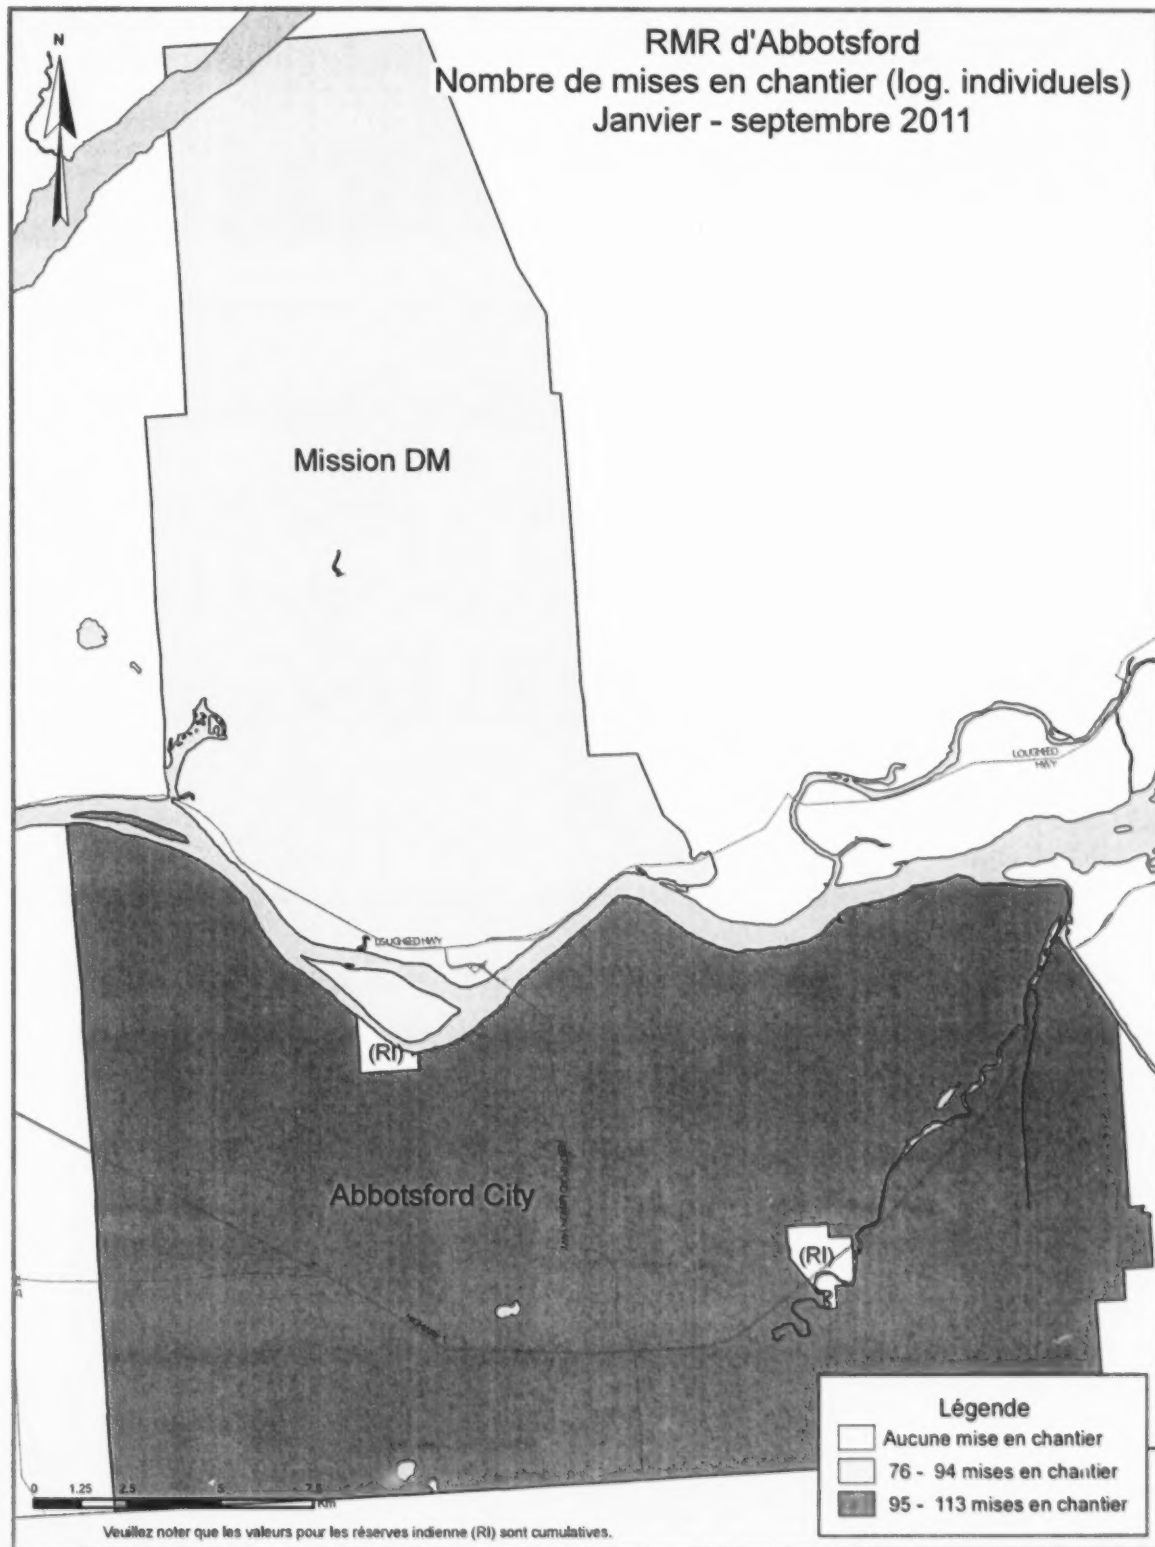 N
RMR d'Abbotsford
Nombre de mises en chantier (log. individuels)
Janvier - septembre 2011
Mission DM
LOUGHEED
HWY
LOUGHEED HWY
(RI)
Abbotsford City
(RI)
Légende
Aucune mise en chantier
76 - 94 mises en chantier
95 - 113 mises en chantier
0 1.25 2.5 5 7.5
Km
Veuillez noter que les valeurs pour les réserves indienne (RI) sont cumulatives.